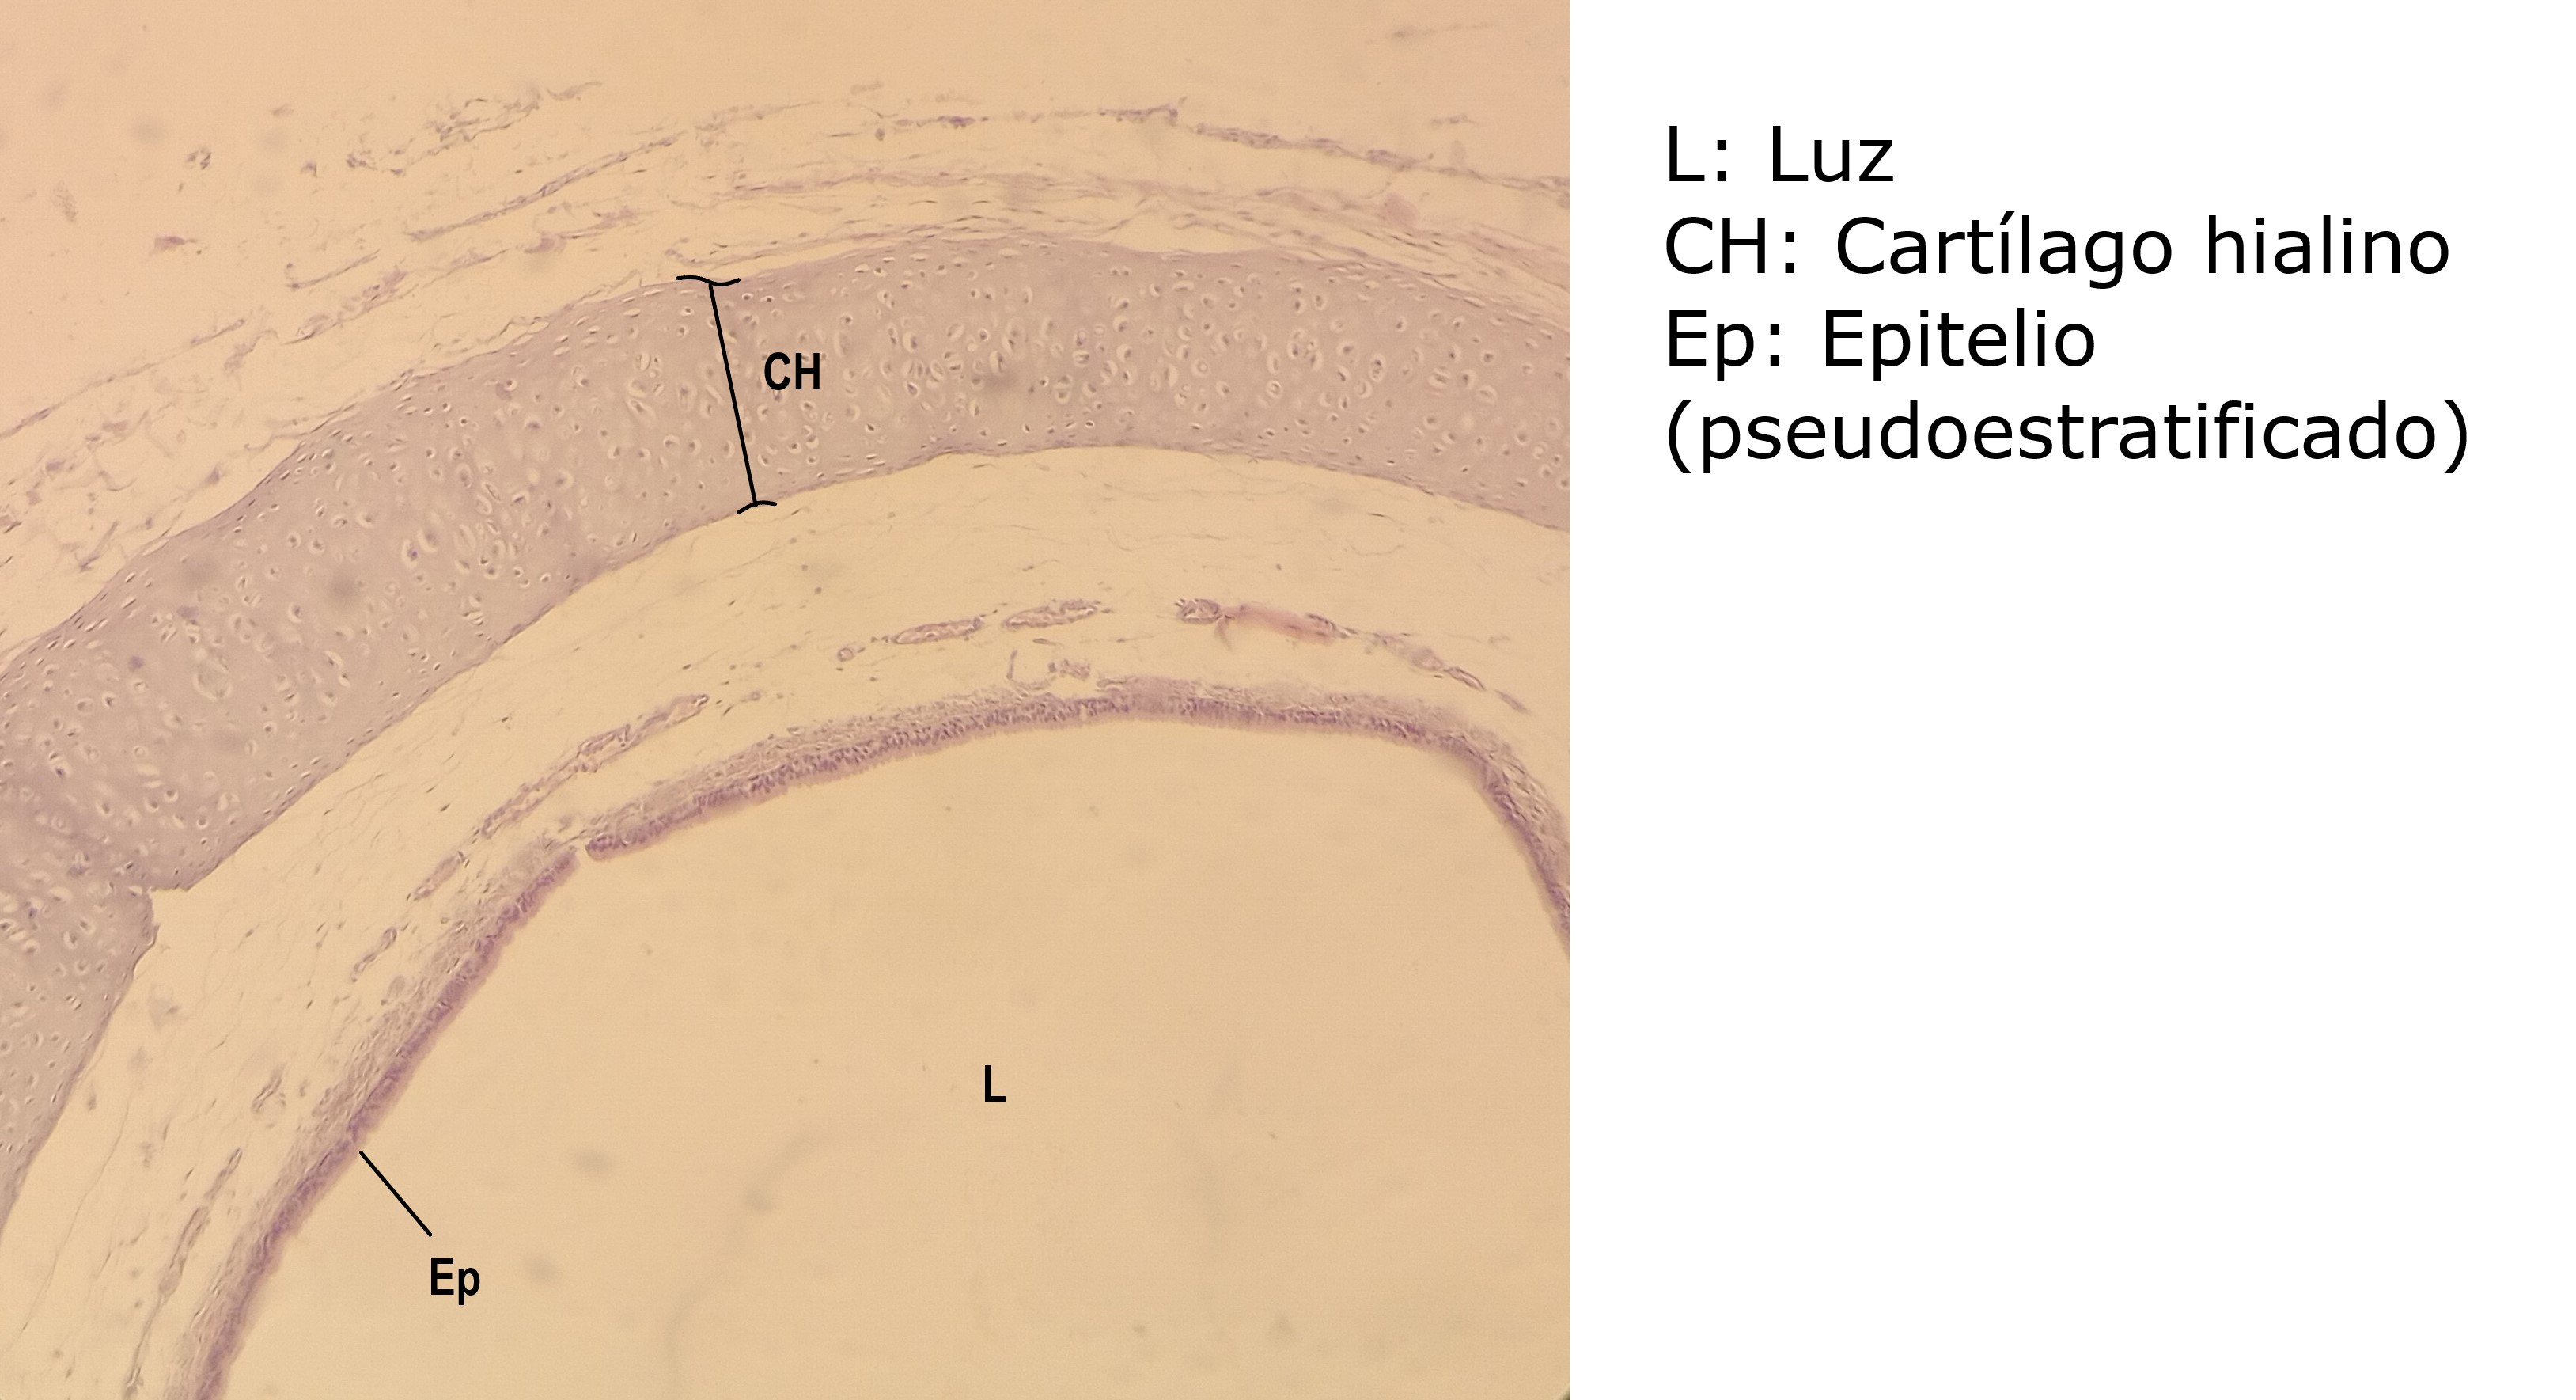 L: Luz
CH: Cartílago hialino
Ep: Epitelio
(pseudoestratificado)
CH
L
Ep